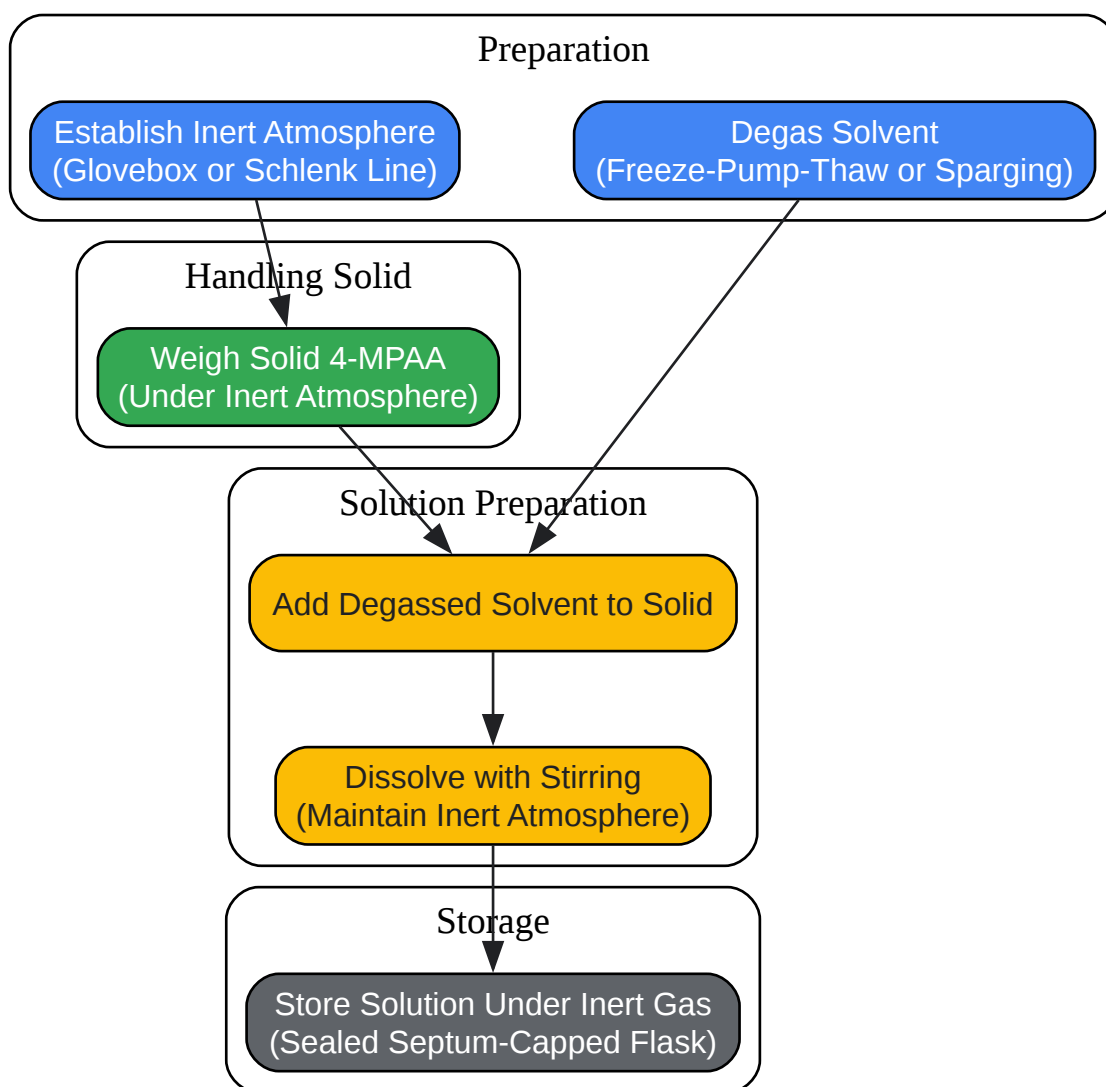 Preparation
Establish Inert Atmosphere
(Glovebox or Schlenk Line)
Degas Solvent
(Freeze-Pump-Thaw or Sparging)
Handling Solid
Weigh Solid 4-MPAA
(Under Inert Atmosphere)
Solution Preparation
Add Degassed Solvent to Solid
Dissolve with Stirring
(Maintain Inert Atmosphere)
Storage
Store Solution Under Inert Gas
(Sealed Septum-Capped Flask)